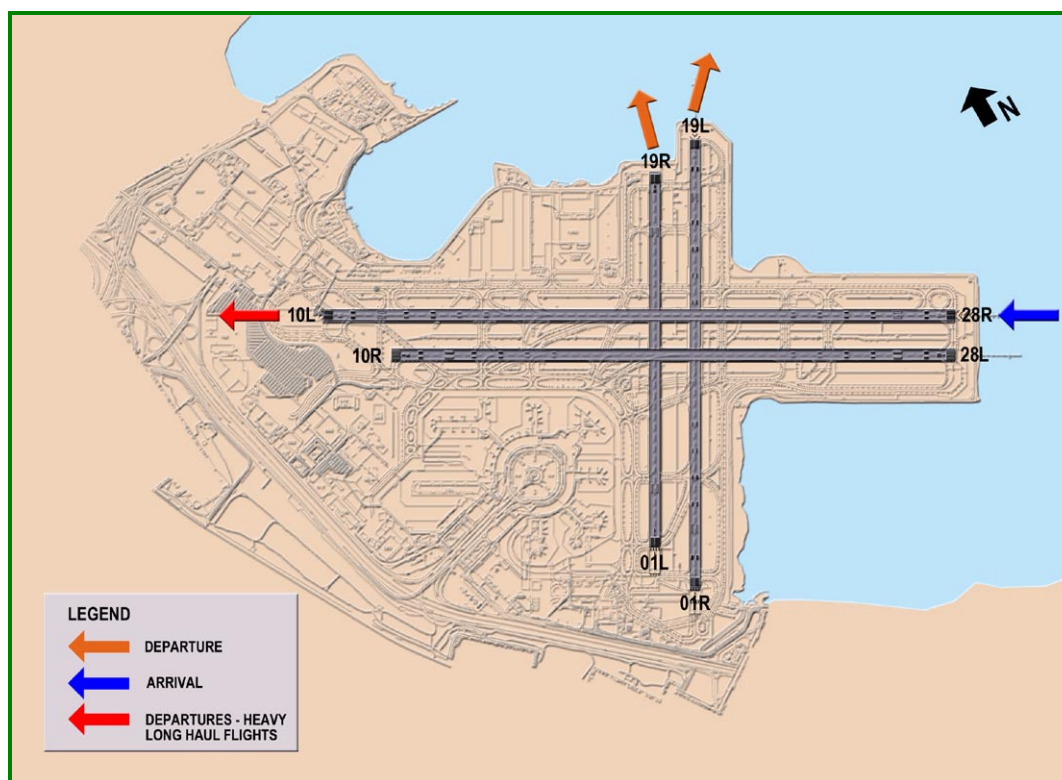 N
19L
19R
10L
28R
10R
28L
01L
01R
LEGEND
DEPARTURE
ARRIVAL
DEPARTURES - HEAVY
LONG HAUL FLIGHTS